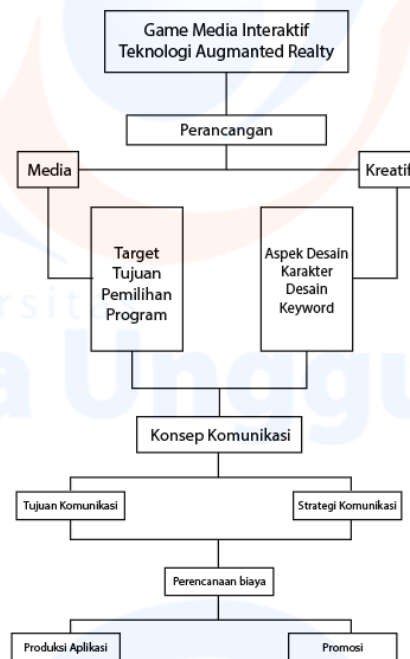 Game Media Interaktif
Teknologi Augmanted Realty
Perancangan
Media
Kreatif
Target
Tujuan
Pemilihan
Program
Aspek Desain
Karakter
Desain
Keyword
Konsep Komunikasi
Tujuan Komunikasi
Strategi Komunikasi
Perencanaan biaya
Produksi Aplikasi
Promosi